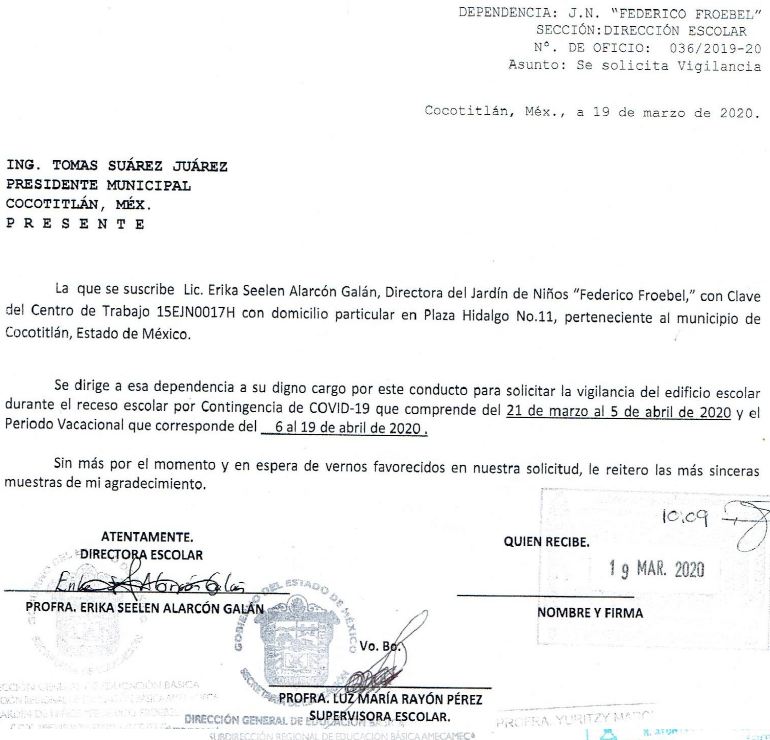 DEPENDENCIA: J.N. "FEDERICO FROEBEL"
SECCIÓN:DIRECCIÓN ESCOLAR
N°. DE OFICIO: 036/2019-20
Asunto: Se solicita Vigilancia
Cocotitlán, Méx., a 19 de marzo de 2020.
ING. TOMAS SUÁREZ JUÁREZ
PRESIDENTE MUNICIPAL
COCOTITLÁN, MÉX.
P R E S E N T E
La que se suscribe Lic. Erika Seelen Alarcón Galán, Directora del Jardín de Niños "Federico Froebel," con Clave
del Centro de Trabajo 15EJN0017H con domicilio particular en Plaza Hidalgo No.11, perteneciente al municipio de
Cocotitlán, Estado de México.
Se dirige a esa dependencia a su digno cargo por este conducto para solicitar la vigilancia del edificio escolar
durante el receso escolar por Contingencia de COVID-19 que comprende del 21 de marzo al 5 de abril de 2020 y el
Periodo Vacacional que corresponde del 6 al 19 de abril de 2020 .
Sin más por el momento y en espera de vernos favorecidos en nuestra solicitud, le reitero las más sinceras
muestras de mi agradecimiento.
10:09
ATENTAMENTE.
DIRECTORA ESCOLAR
QUIEN RECIBE.
19 MAR. 2020
Erika S. Alarcón Galán
PROFRA. ERIKA SEELEN ALARCÓN GALÁN
NOMBRE Y FIRMA
GOBIERNO DEL ESTADO DE MÉXICO
Vo. Bo.
PROFRA. LUZ MARÍA RAYÓN PÉREZ
SUPERVISORA ESCOLAR.
DIRECCIÓN GENERAL DE EDUCACIÓN BÁSICA
SUBDIRECCIÓN REGIONAL DE EDUCACIÓN BÁSICA AMECAMECA
PROFRA. YURITZY